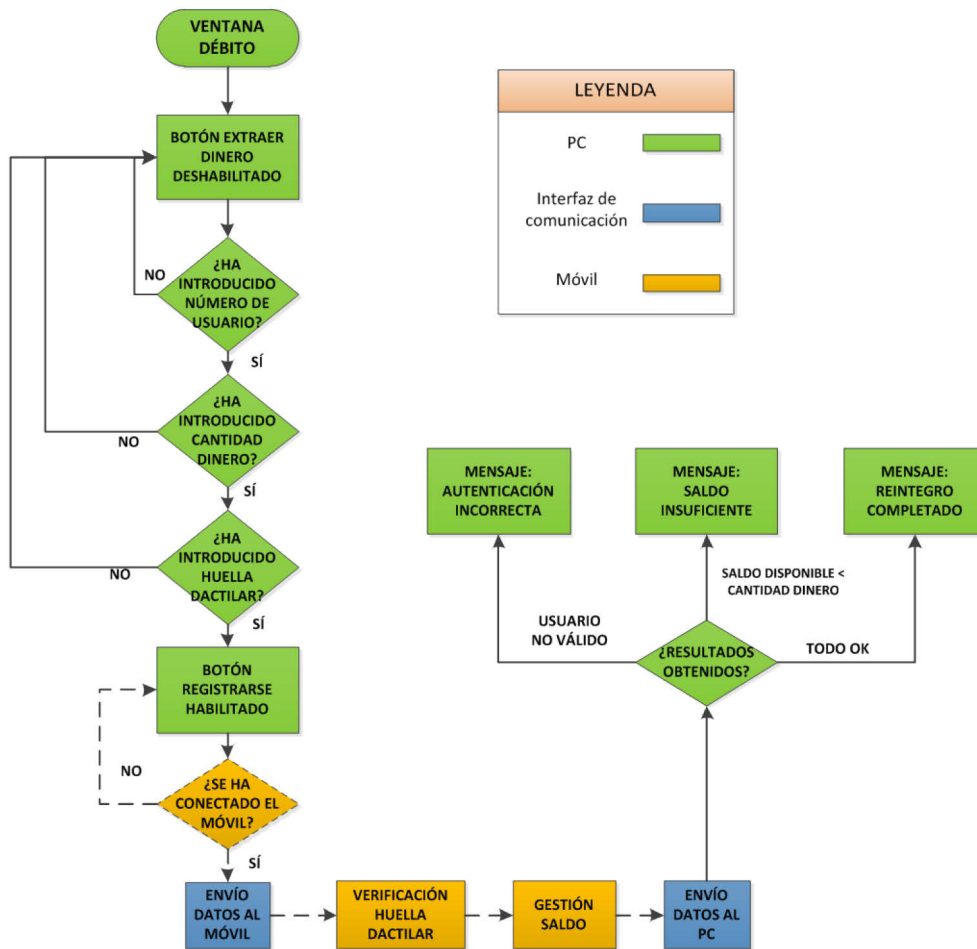 VENTANA
DÉBITO
BOTÓN EXTRAER
DINERO
DESHABILITADO
¿HA
INTRODUCIDO
NÚMERO DE
USUARIO?
NO
SÍ
¿HA
INTRODUCIDO
CANTIDAD
DINERO?
NO
SÍ
¿HA
INTRODUCIDO
HUELLA
DACTILAR?
NO
SÍ
BOTÓN
REGISTRARSE
HABILITADO
NO
¿SE HA
CONECTADO EL
MÓVIL?
SÍ
ENVÍO
DATOS AL
MÓVIL
VERIFICACIÓN
HUELLA
DACTILAR
GESTIÓN
SALDO
ENVÍO
DATOS AL
PC
¿RESULTADOS
OBTENIDOS?
USUARIO
NO VÁLIDO
SALDO DISPONIBLE <
CANTIDAD DINERO
TODO OK
MENSAJE:
AUTENTICACIÓN
INCORRECTA
MENSAJE:
SALDO
INSUFICIENTE
MENSAJE:
REINTEGRO
COMPLETADO
LEYENDA
PC
Interfaz de
comunicación
Móvil